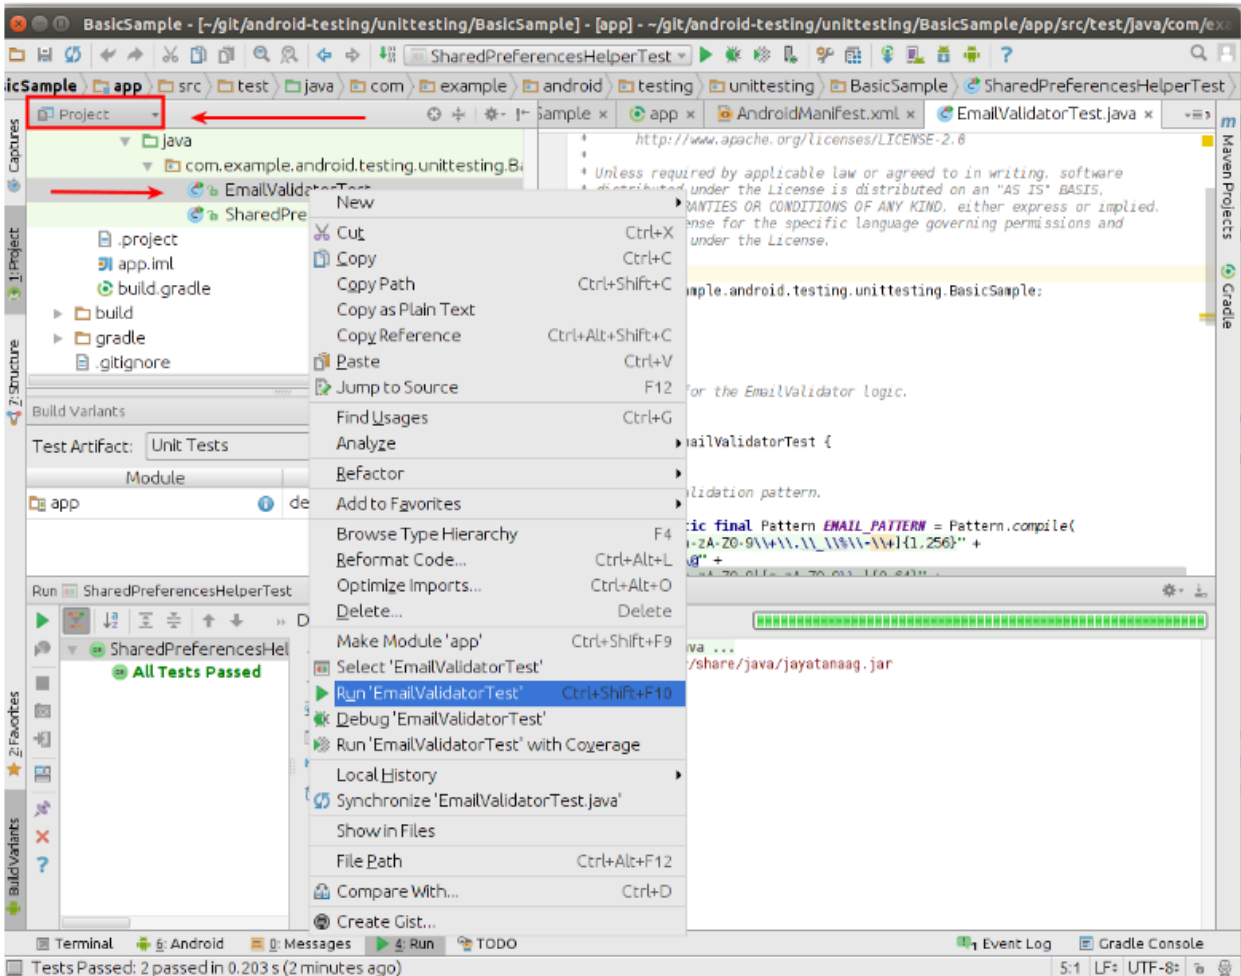 BasicSample - [~/git/android-testing/unittesting/BasicSample] - [app] - ~/git/android-testing/unittesting/BasicSample/app/src/test/java/com/exa
SharedPreferencesHelperTest
icSample app src test java com example android testing unittesting BasicSample SharedPreferencesHelperTest
Project
Sample × app × AndroidManifest.xml × EmailValidatorTest.java ×
Captures
1: Project
7: Structure
2: Favorites
Build Variants
java
com.example.android.testing.unittesting.Ba
EmailValidatorTest
SharedPre
.project
app.iml
build.gradle
build
gradle
.gitignore
Build Variants
Test Artifact: Unit Tests
Module
app de
Run SharedPreferencesHelperTest
» D
SharedPreferencesHel
All Tests Passed
New
Cut Ctrl+X
Copy Ctrl+C
Copy Path Ctrl+Shift+C
Copy as Plain Text
Copy Reference Ctrl+Alt+Shift+C
Paste Ctrl+V
Jump to Source F12
Find Usages Ctrl+G
Analyze
Refactor
Add to Favorites
Browse Type Hierarchy F4
Reformat Code... Ctrl+Alt+L
Optimize Imports... Ctrl+Alt+O
Delete... Delete
Make Module 'app' Ctrl+Shift+F9
Select 'EmailValidatorTest'
Run 'EmailValidatorTest' Ctrl+Shift+F10
Debug 'EmailValidatorTest'
Run 'EmailValidatorTest' with Coverage
Local History
Synchronize 'EmailValidatorTest.java'
Show in Files
File Path Ctrl+Alt+F12
Compare With... Ctrl+D
Create Gist...
* http://www.apache.org/licenses/LICENSE-2.0
*
* Unless required by applicable law or agreed to in writing, software
* distributed under the License is distributed on an "AS IS" BASIS,
RANTIES OR CONDITIONS OF ANY KIND, either express or implied.
ense for the specific language governing permissions and
under the License.
mple.android.testing.unittesting.BasicSample;
for the EmailValidator logic.
mailValidatorTest {
alidation pattern.
tic final Pattern EMAIL_PATTERN = Pattern.compile(
-zA-Z0-9\\+\\.\\_\\%\\-\\+]{1,256}" +
\@" +
va ...
r/share/java/jayatanaag.jar
m Maven Projects
Gradle
Terminal 6: Android 0: Messages 4: Run TODO Event Log Gradle Console
Tests Passed: 2 passed in 0.203 s (2 minutes ago) 5:1 LF÷ UTF-8÷